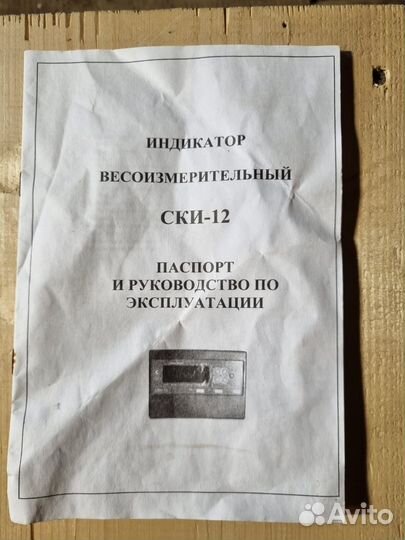 ИНДИКАТОР
ВЕСОИЗМЕРИТЕЛЬНЫЙ
СКИ-12
ПАСПОРТ
И РУКОВОДСТВО ПО
ЭКСПЛУАТАЦИИ
Avito